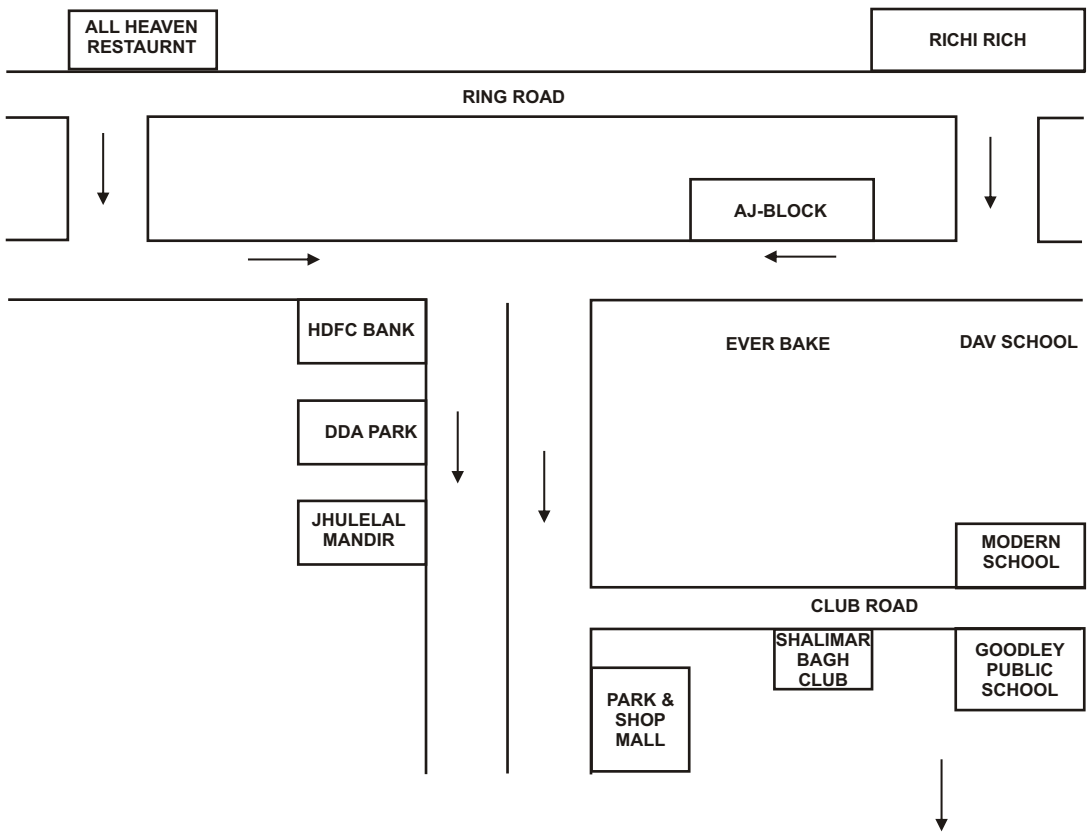 ALL HEAVEN
RESTAURNT
RICHI RICH
RING ROAD
AJ-BLOCK
HDFC BANK
EVER BAKE
DAV SCHOOL
DDA PARK
JHULELAL
MANDIR
MODERN
SCHOOL
CLUB ROAD
SHALIMAR
BAGH
CLUB
GOODLEY
PUBLIC
SCHOOL
PARK &
SHOP
MALL